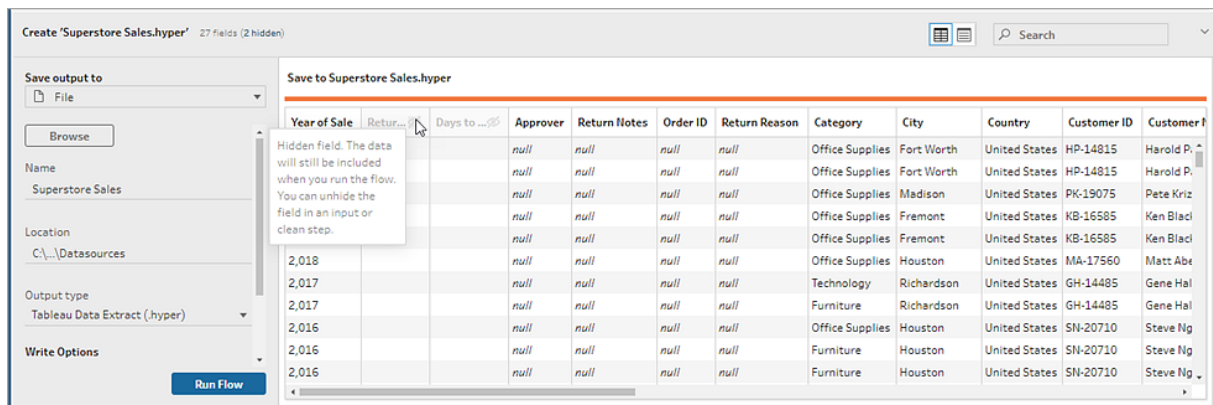 Create 'Superstore Sales.hyper' 27 fields (2 hidden)
Search
Save output to
File
Browse
Name
Superstore Sales
Location
C:\...\Datasources
Output type
Tableau Data Extract (.hyper)
Write Options
Run Flow
Save to Superstore Sales.hyper
Year of Sale Retur... Days to ... Approver Return Notes Order ID Return Reason Category City Country Customer ID Customer
Hidden field. The data
will still be included
when you run the flow.
You can unhide the
field in an input or
clean step.
null null null null Office Supplies Fort Worth United States HP-14815 Harold P
null null null null Office Supplies Fort Worth United States HP-14815 Harold P
null null null null Office Supplies Madison United States PK-19075 Pete Kriz
null null null null Office Supplies Fremont United States KB-16585 Ken Blac
null null null null Office Supplies Fremont United States KB-16585 Ken Blac
2,018 null null null null Office Supplies Houston United States MA-17560 Matt Abe
2,017 null null null null Technology Richardson United States GH-14485 Gene Hal
2,017 null null null null Furniture Richardson United States GH-14485 Gene Hal
2,016 null null null null Office Supplies Houston United States SN-20710 Steve Ng
2,016 null null null null Furniture Houston United States SN-20710 Steve Ng
2,016 null null null null Furniture Houston United States SN-20710 Steve Ng